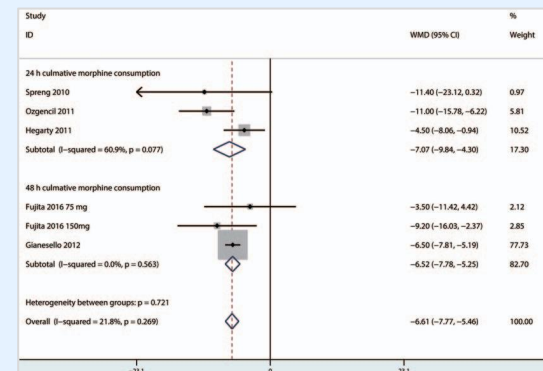 Study %
ID WMD (95% CI) Weight
24 h culmative morphine consumption
Spreng 2010 −11.40 (−23.12, 0.32) 0.97
Ozgencil 2011 −11.00 (−15.78, −6.22) 5.81
Hegarty 2011 −4.50 (−8.06, −0.94) 10.52
Subtotal (I−squared = 60.9%, p = 0.077) −7.07 (−9.84, −4.30) 17.30
48 h culmative morphine consumption
Fujita 2016 75 mg −3.50 (−11.42, 4.42) 2.12
Fujita 2016 150mg −9.20 (−16.03, −2.37) 2.85
Gianesello 2012 −6.50 (−7.81, −5.19) 77.73
Subtotal (I−squared = 0.0%, p = 0.563) −6.52 (−7.78, −5.25) 82.70
Heterogeneity between groups: p = 0.721
Overall (I−squared = 21.8%, p = 0.269) −6.61 (−7.77, −5.46) 100.00